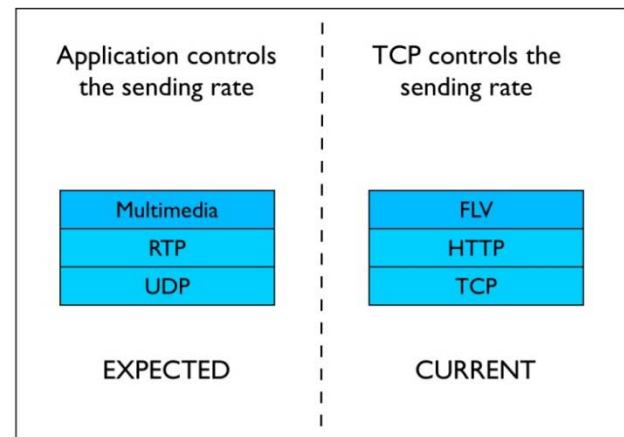 Application controls
the sending rate
Multimedia
RTP
UDP
EXPECTED
TCP controls the
sending rate
FLV
HTTP
TCP
CURRENT